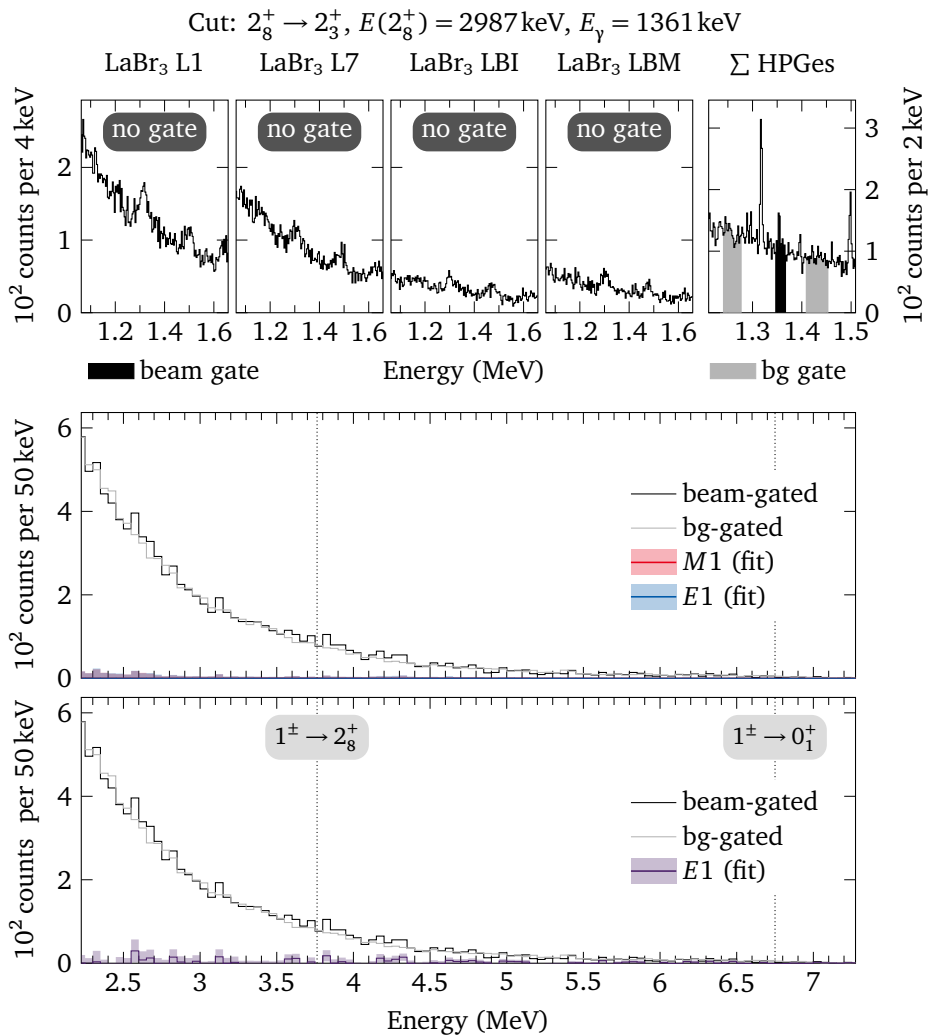 Cut: 2₈⁺ → 2₃⁺, E(2₈⁺) = 2987 keV, Eᵧ = 1361 keV
LaBr₃ L1 LaBr₃ L7 LaBr₃ LBI LaBr₃ LBM ∑ HPGes
no gate no gate no gate no gate
10² counts per 4 keV
0 1 2
1.2 1.4 1.6 1.2 1.4 1.6 1.2 1.4 1.6 1.2 1.4 1.6 1.3 1.4 1.5
0 1 2 3
10² counts per 2 keV
beam gate Energy (MeV) bg gate
10² counts per 50 keV
6
4
2
0
beam-gated
bg-gated
M1 (fit)
E1 (fit)
10² counts per 50 keV
6
4
2
0
1± → 2₈⁺ 1± → 0₁⁺
beam-gated
bg-gated
E1 (fit)
2.5 3 3.5 4 4.5 5 5.5 6 6.5 7
Energy (MeV)